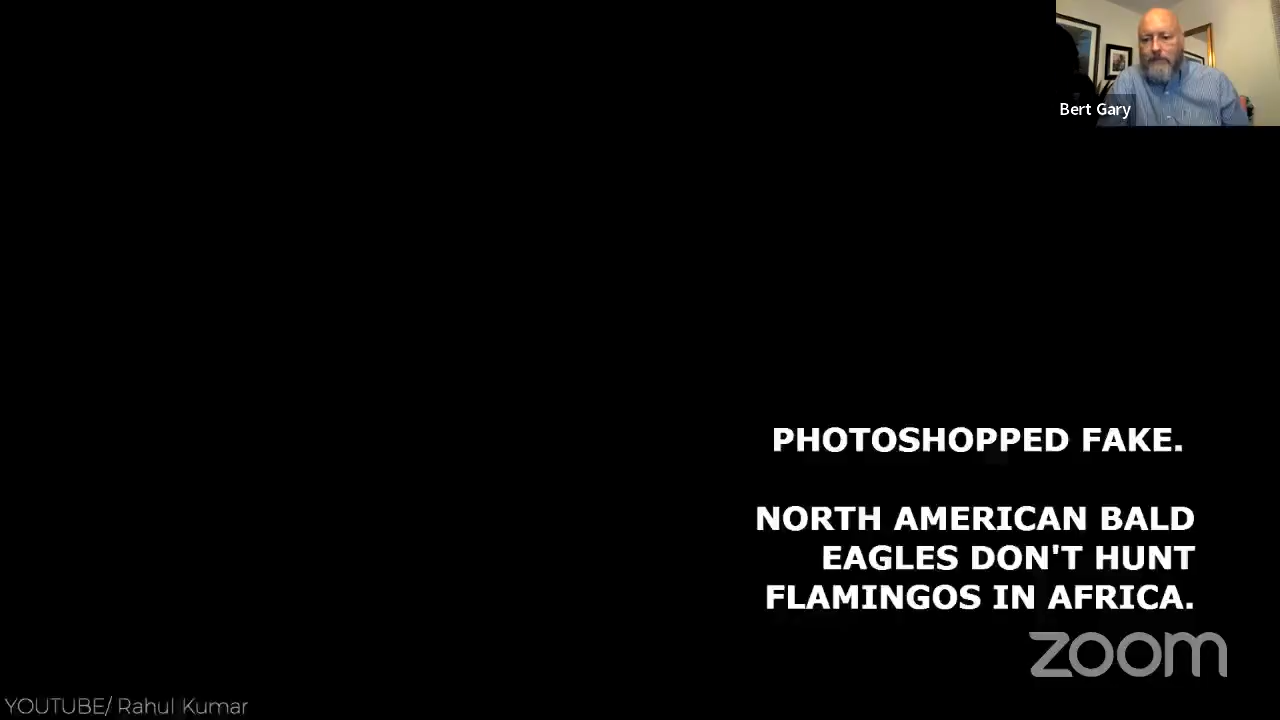 Bert Gary
PHOTOSHOPPED FAKE.
NORTH AMERICAN BALD
EAGLES DON'T HUNT
FLAMINGOS IN AFRICA.
zoom
YOUTUBE/ Rahul Kumar